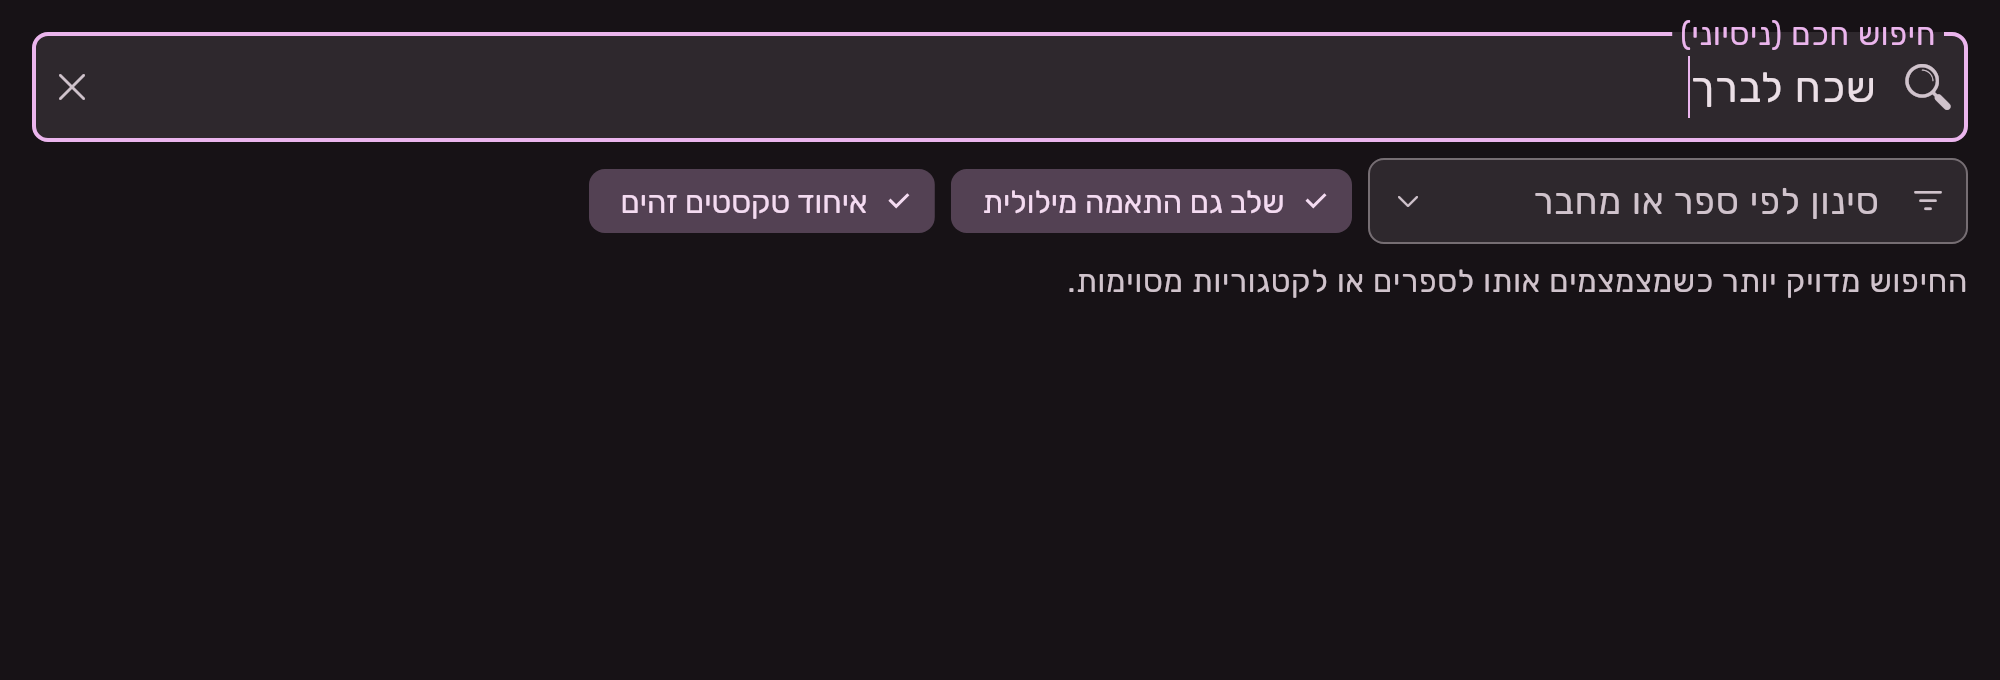 חיפוש חכם (ניסיוני)
שכח לברך
סינון לפי ספר או מחבר
שלב גם התאמה מילולית
איחוד טקסטים זהים
החיפוש מדויק יותר כשמצמצמים אותו לספרים או לקטגוריות מסוימות.